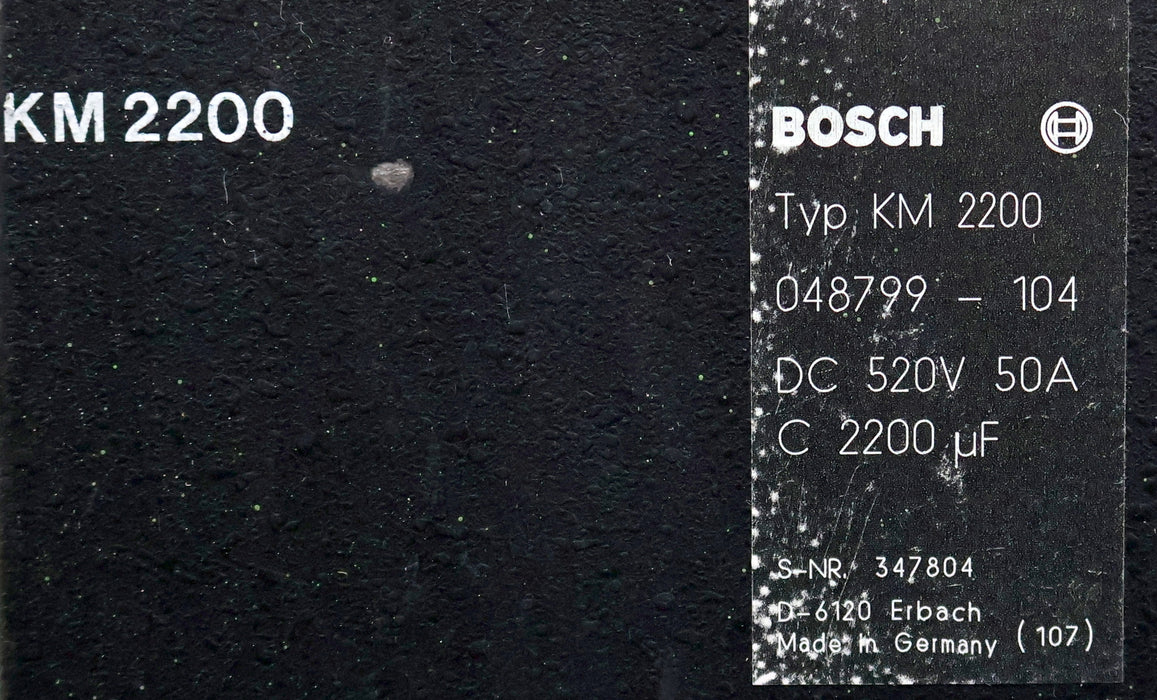 KM 2200
BOSCH
Typ KM 2200
048799 - 104
DC 520V 50A
C 2200 µF
S-NR. 347804
D-6120 Erbach
Made in Germany (107)